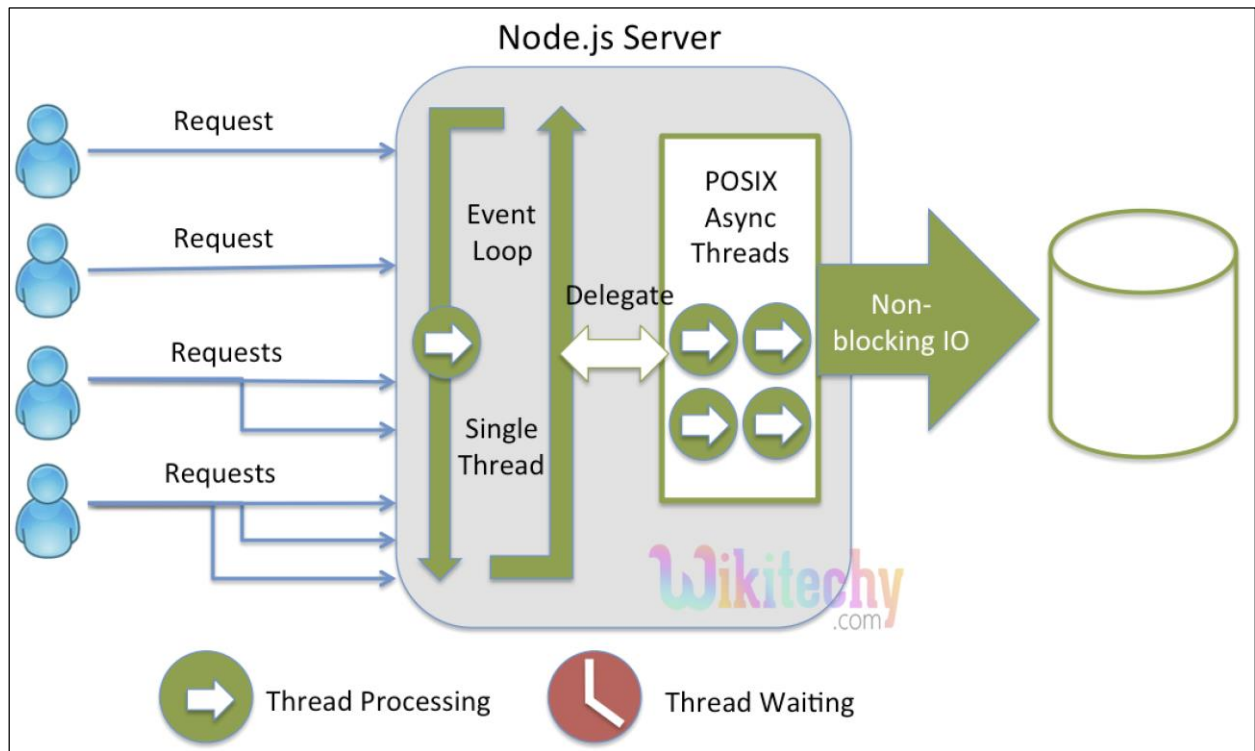 Node.js Server
Request
Request
Requests
Requests
Event
Loop
Single
Thread
Delegate
POSIX
Async
Threads
Non-
blocking IO
Wikitechy
.com
Thread Processing
Thread Waiting